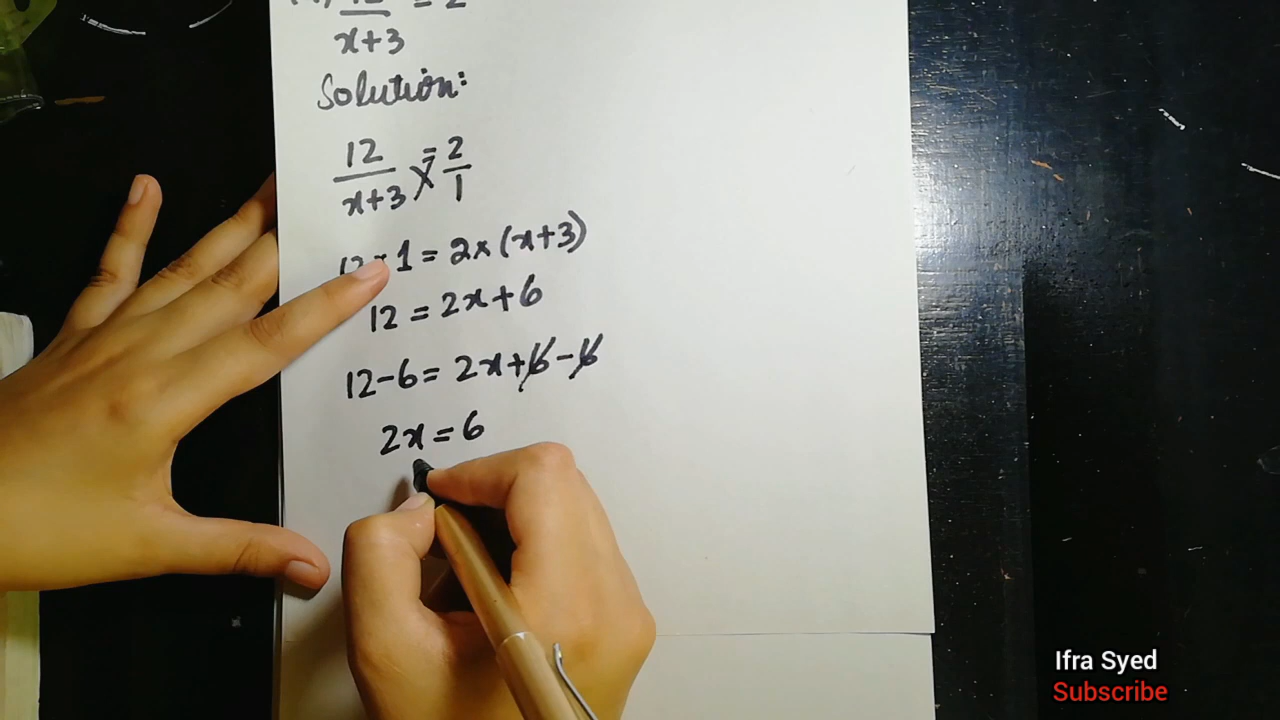 x+3
Solution:
12/x+3 = 2/1
1 = 2×(x+3)
12 = 2x+6
12-6 = 2x+6-6
2x = 6
Ifra Syed
Subscribe